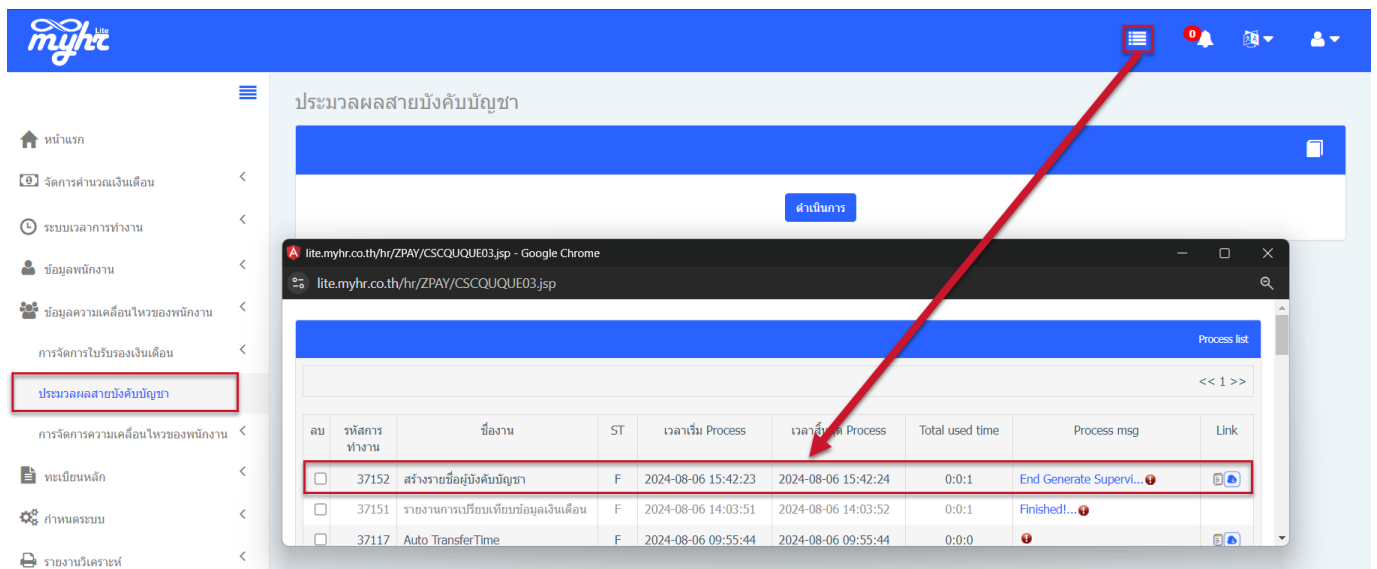 myhr Lite
0
ประมวลผลสายบังคับบัญชา
หน้าแรก
จัดการคำนวณเงินเดือน
ระบบเวลาการทำงาน
ข้อมูลพนักงาน
ข้อมูลความเคลื่อนไหวของพนักงาน
การจัดการใบรับรองเงินเดือน
ประมวลผลสายบังคับบัญชา
การจัดการความเคลื่อนไหวของพนักงาน
ทะเบียนหลัก
กำหนดระบบ
รายงานวิเคราะห์
ดำเนินการ
lite.myhr.co.th/hr/ZPAY/CSCQUQUE03.jsp - Google Chrome
lite.myhr.co.th/hr/ZPAY/CSCQUQUE03.jsp
Process list
<< 1 >>
ลบ รหัสการทำงาน ชื่องาน ST เวลาเริ่ม Process เวลาสิ้นสุด Process Total used time Process msg Link
37152 สร้างรายชื่อผู้บังคับบัญชา F 2024-08-06 15:42:23 2024-08-06 15:42:24 0:0:1 End Generate Supervi...
37151 รายงานการเปรียบเทียบข้อมูลเงินเดือน F 2024-08-06 14:03:51 2024-08-06 14:03:52 0:0:1 Finished!...
37117 Auto TransferTime F 2024-08-06 09:55:44 2024-08-06 09:55:44 0:0:0